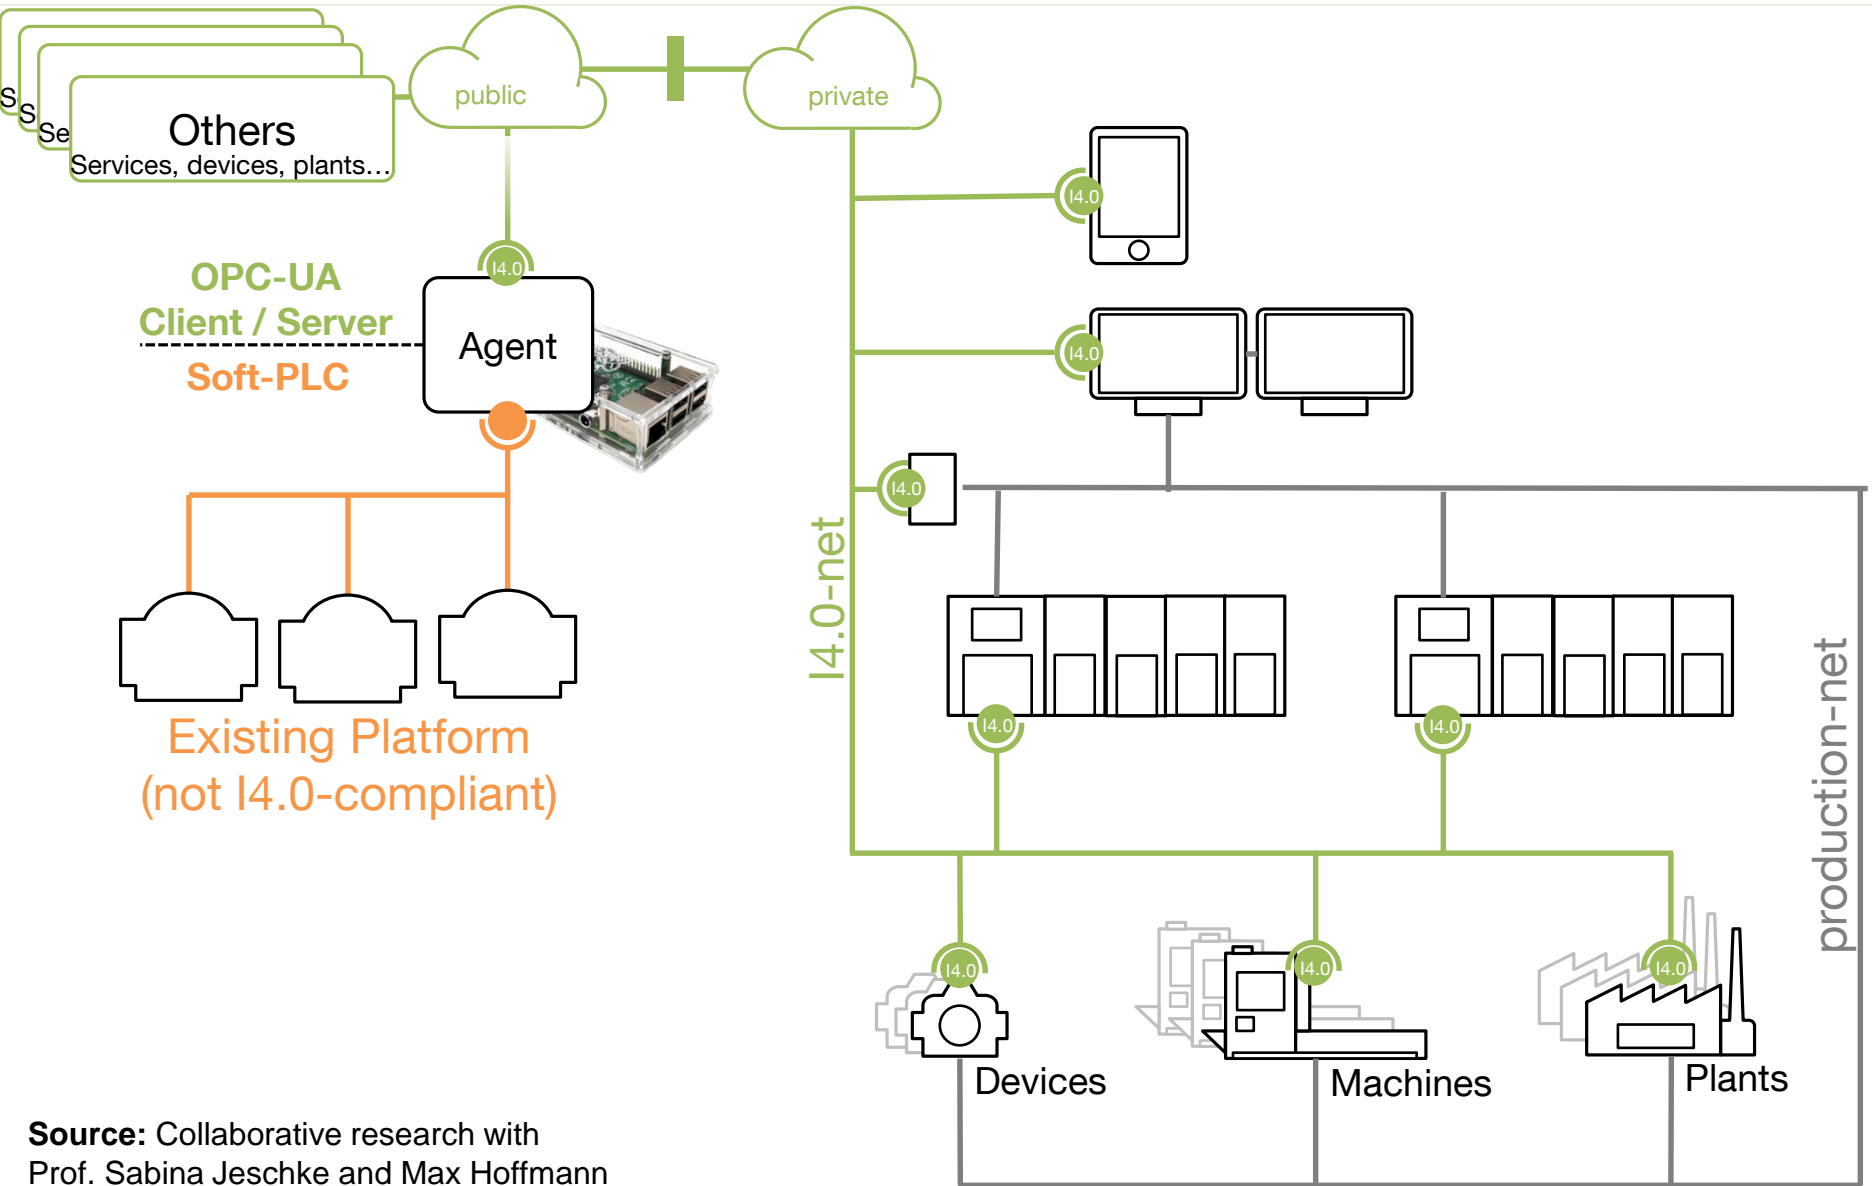 public
private
S
S
Se
Others
Services, devices, plants...
I4.0
I4.0
OPC-UA
Client / Server
Agent
Soft-PLC
I4.0
I4.0
I4.0-net
Existing Platform
(not I4.0-compliant)
I4.0
I4.0
production-net
I4.0
I4.0
I4.0
Devices
Machines
Plants
Source: Collaborative research with
Prof. Sabina Jeschke and Max Hoffmann